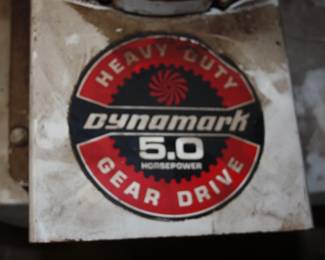 HEAVY DUTY
DYNAMARK
5.0
HORSEPOWER
GEAR DRIVE